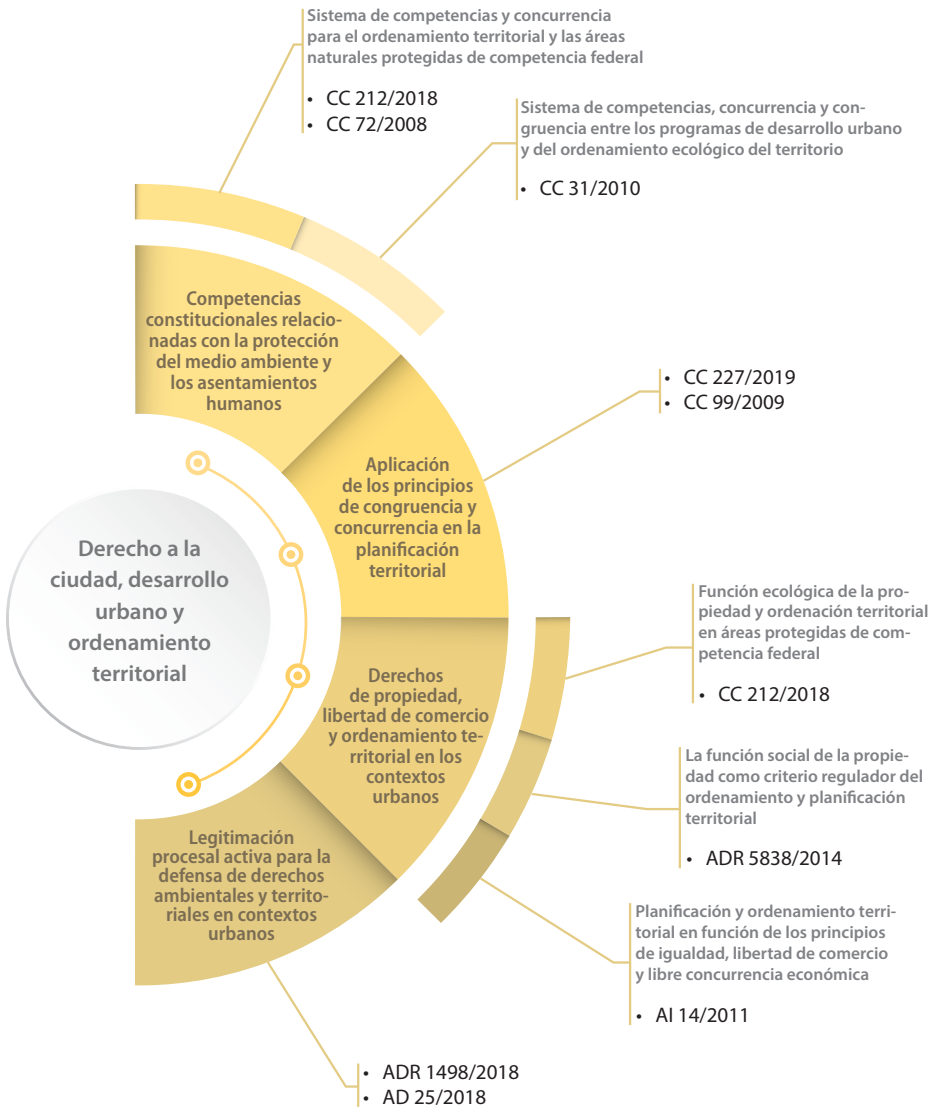 Sistema de competencias y concurrencia
para el ordenamiento territorial y las áreas
naturales protegidas de competencia federal
• CC 212/2018
• CC 72/2008
Sistema de competencias, concurrencia y con-
gruencia entre los programas de desarrollo urbano
y del ordenamiento ecológico del territorio
• CC 31/2010
Competencias
constitucionales relacio-
nadas con la protección
del medio ambiente y
los asentamientos
humanos
• CC 227/2019
• CC 99/2009
Aplicación
de los principios
de congruencia y
concurrencia en la
planificación
territorial
Derecho a la
ciudad, desarrollo
urbano y
ordenamiento
territorial
Función ecológica de la pro-
piedad y ordenación territorial
en áreas protegidas de com-
petencia federal
• CC 212/2018
Derechos
de propiedad,
libertad de comercio
y ordenamiento te-
rritorial en los
contextos
urbanos
La función social de la propie-
dad como criterio regulador del
ordenamiento y planificación
territorial
• ADR 5838/2014
Legitimación
procesal activa para la
defensa de derechos
ambientales y territo-
riales en contextos
urbanos
Planificación y ordenamiento terri-
torial en función de los principios
de igualdad, libertad de comercio
y libre concurrencia económica
• AI 14/2011
• ADR 1498/2018
• AD 25/2018